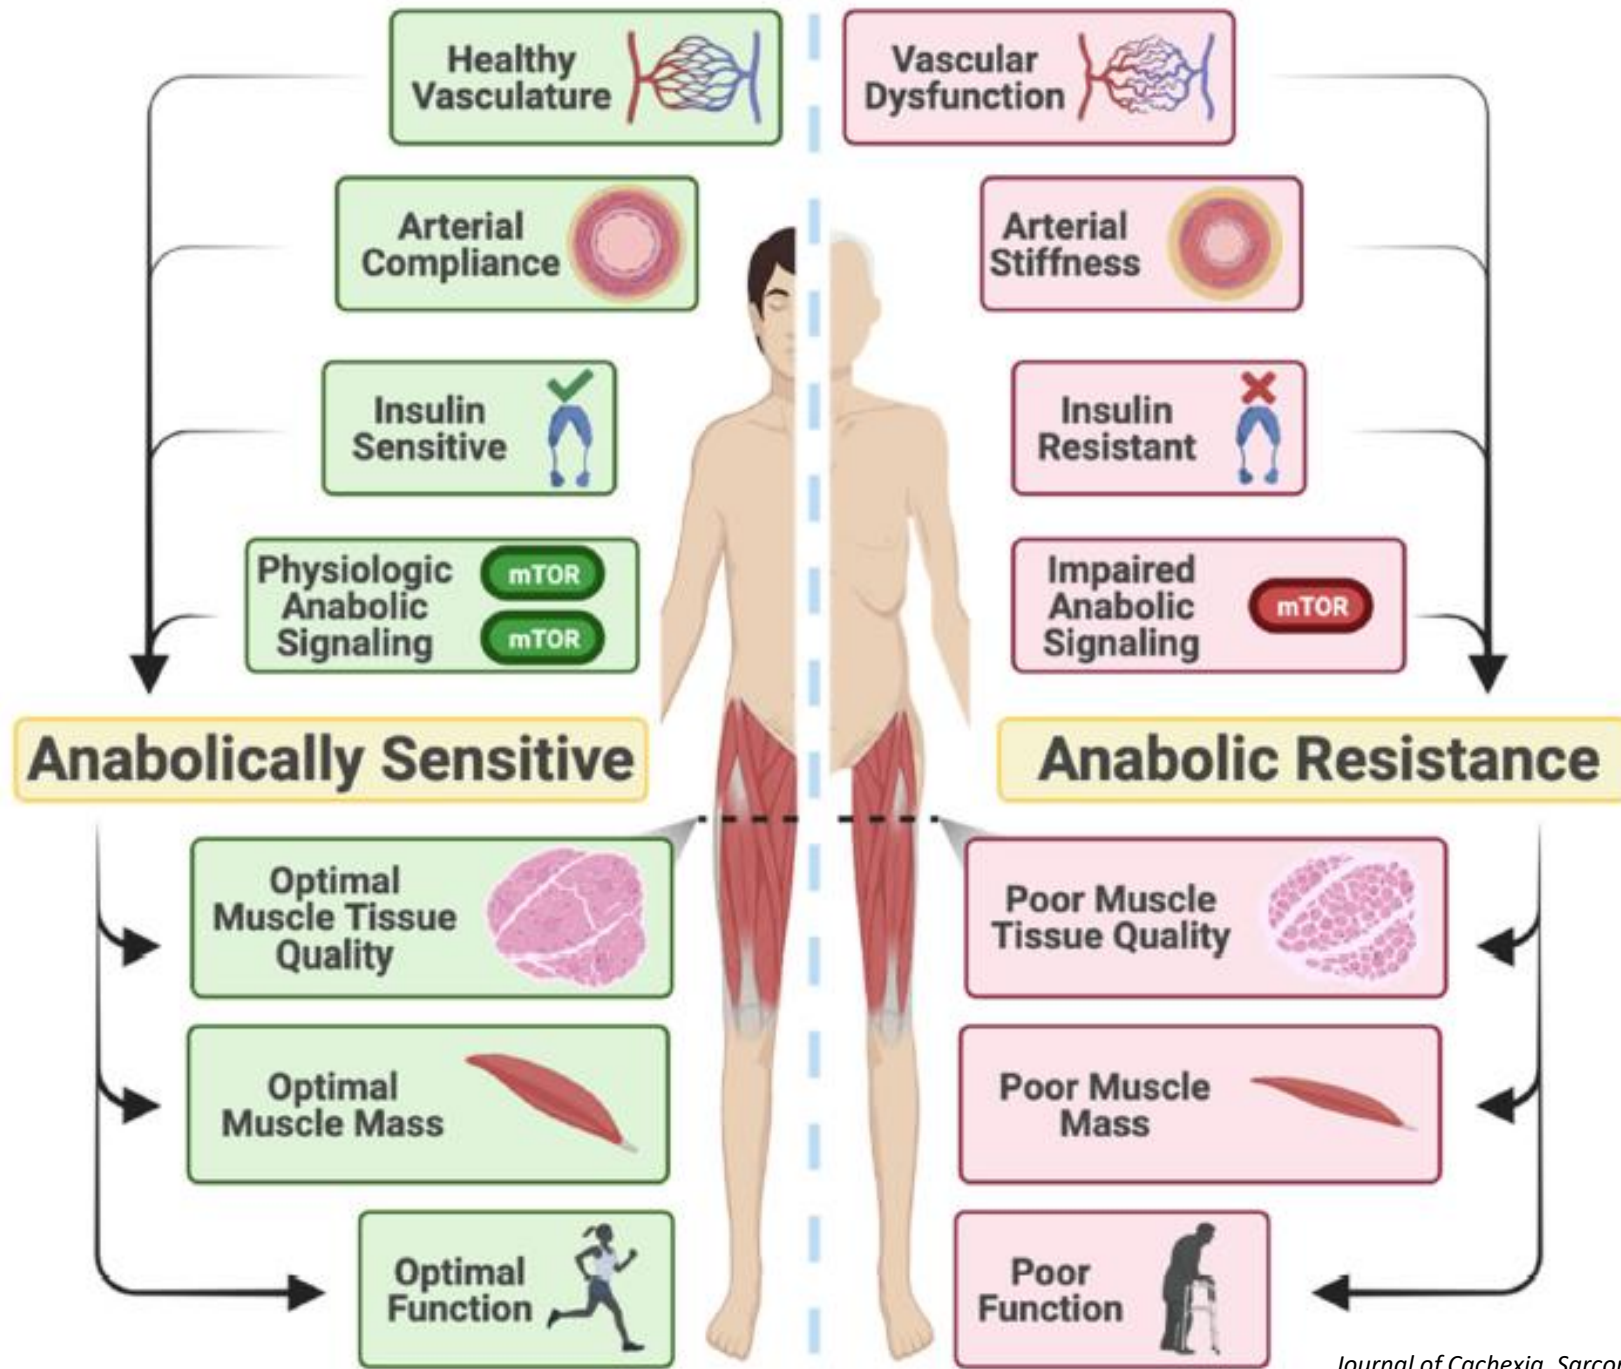 Healthy
Vasculature
Vascular
Dysfunction
Arterial
Compliance
Arterial
Stiffness
Insulin
Sensitive
Insulin
Resistant
Physiologic
Anabolic
Signaling
mTOR
mTOR
Impaired
Anabolic
Signaling
mTOR
Anabolically Sensitive
Anabolic Resistance
Optimal
Muscle Tissue
Quality
Poor Muscle
Tissue Quality
Optimal
Muscle Mass
Poor Muscle
Mass
Optimal
Function
Poor
Function
Journal of Cachexia,